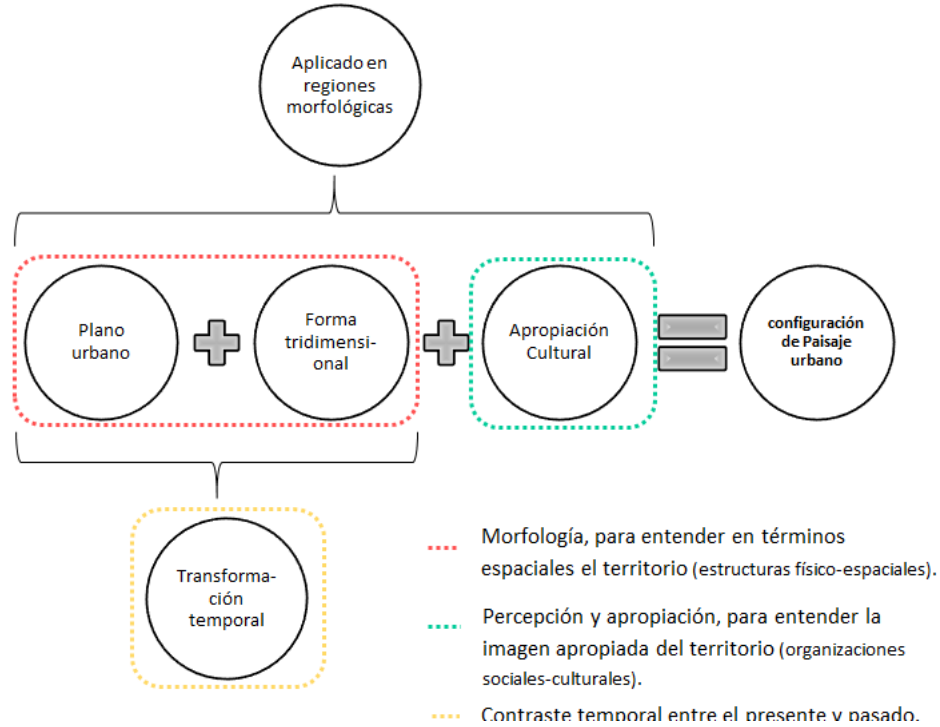 Aplicado en
regiones
morfológicas
Plano
urbano
Forma
tridimensi-
onal
Apropiación
Cultural
configuración
de Paisaje
urbano
Transforma-
ción
temporal
Morfología, para entender en términos
espaciales el territorio (estructuras físico-espaciales).
Percepción y apropiación, para entender la
imagen apropiada del territorio (organizaciones
sociales-culturales).
Contraste temporal entre el presente y pasado.